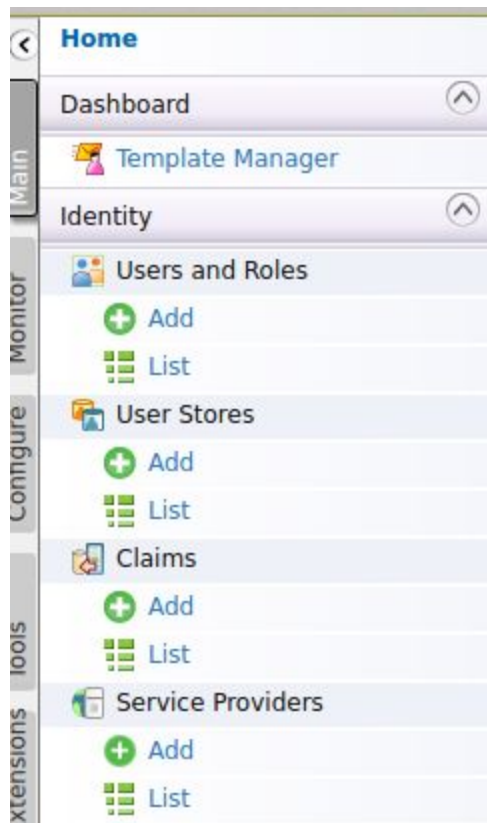 Home
Dashboard
Template Manager
Identity
Users and Roles
Add
List
User Stores
Add
List
Claims
Add
List
Service Providers
Add
List
Main
Monitor
Configure
Tools
xtensions